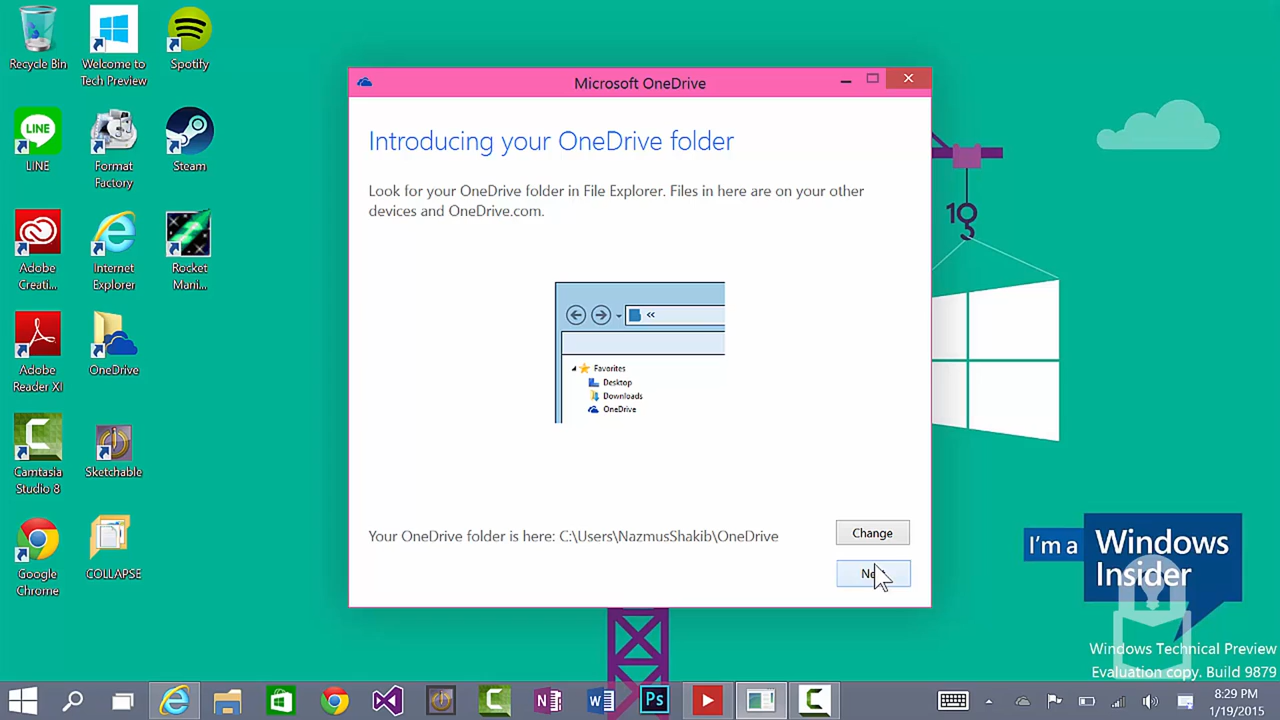 Recycle Bin
Welcome to
Tech Preview
Spotify
LINE
LINE
Format
Factory
Steam
Adobe
Creati...
Internet
Explorer
Rocket
Mani...
Adobe
Reader XI
OneDrive
Camtasia
Studio 8
Sketchable
Google
Chrome
COLLAPSE
Microsoft OneDrive
Introducing your OneDrive folder
Look for your OneDrive folder in File Explorer. Files in here are on your other
devices and OneDrive.com.
Favorites
Desktop
Downloads
OneDrive
Your OneDrive folder is here: C:\Users\NazmusShakib\OneDrive
Change
I'm a
Windows
Insider
Windows Technical Preview
Evaluation copy. Build 9879
Ps
8:29 PM
1/19/2015